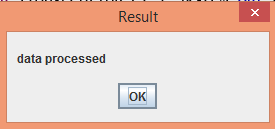 Result
data processed
OK